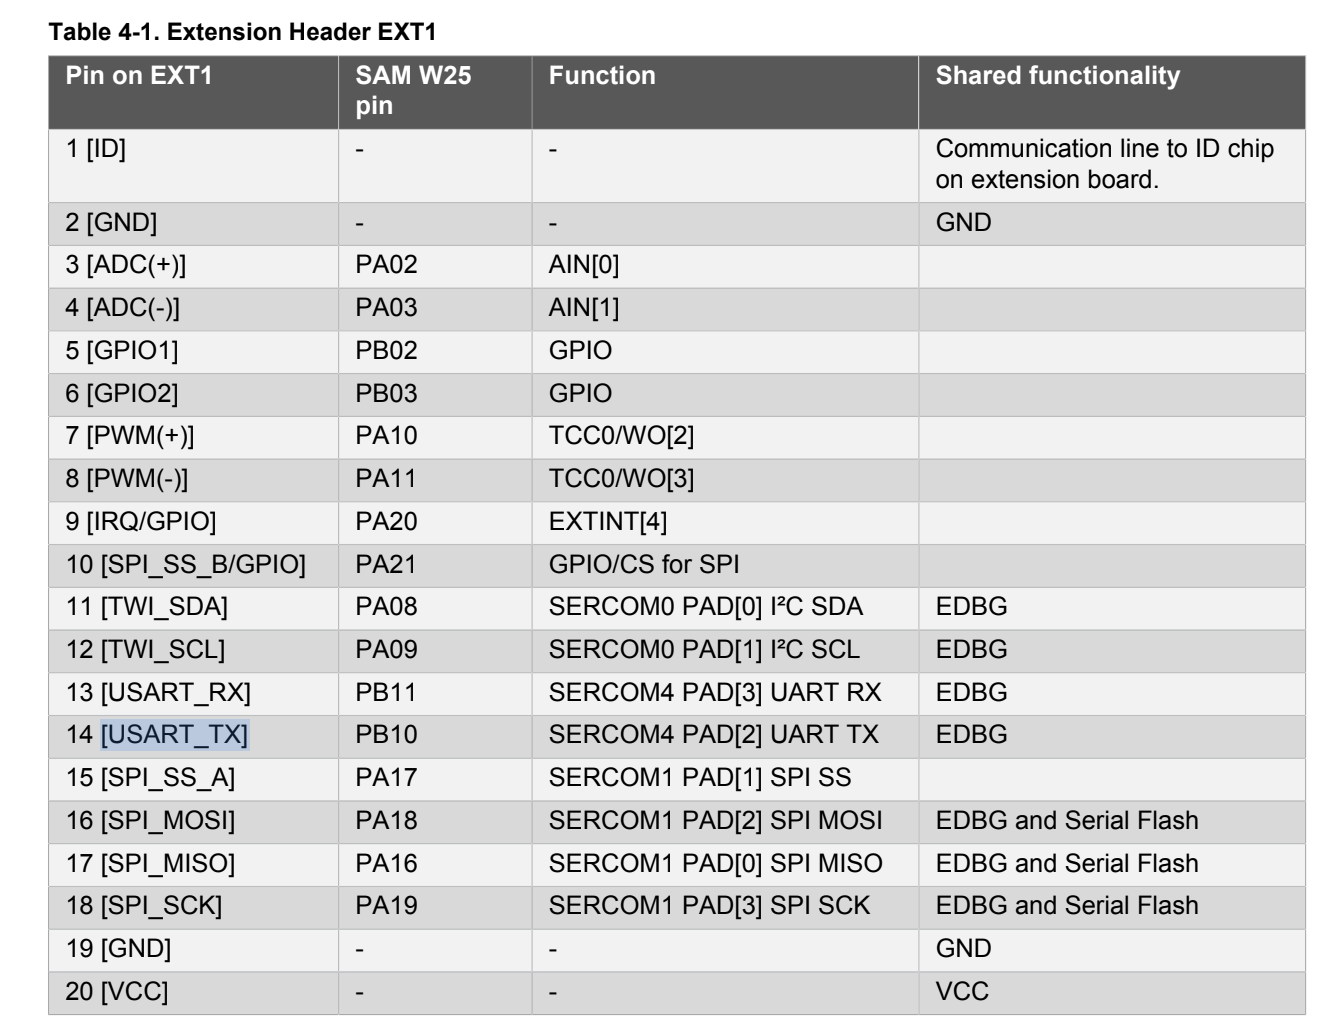 Table 4-1. Extension Header EXT1
Pin on EXT1 SAM W25 pin Function Shared functionality
1 [ID] - - Communication line to ID chip on extension board.
2 [GND] - - GND
3 [ADC(+)] PA02 AIN[0]
4 [ADC(-)] PA03 AIN[1]
5 [GPIO1] PB02 GPIO
6 [GPIO2] PB03 GPIO
7 [PWM(+)] PA10 TCC0/WO[2]
8 [PWM(-)] PA11 TCC0/WO[3]
9 [IRQ/GPIO] PA20 EXTINT[4]
10 [SPI_SS_B/GPIO] PA21 GPIO/CS for SPI
11 [TWI_SDA] PA08 SERCOM0 PAD[0] I²C SDA EDBG
12 [TWI_SCL] PA09 SERCOM0 PAD[1] I²C SCL EDBG
13 [USART_RX] PB11 SERCOM4 PAD[3] UART RX EDBG
14 [USART_TX] PB10 SERCOM4 PAD[2] UART TX EDBG
15 [SPI_SS_A] PA17 SERCOM1 PAD[1] SPI SS
16 [SPI_MOSI] PA18 SERCOM1 PAD[2] SPI MOSI EDBG and Serial Flash
17 [SPI_MISO] PA16 SERCOM1 PAD[0] SPI MISO EDBG and Serial Flash
18 [SPI_SCK] PA19 SERCOM1 PAD[3] SPI SCK EDBG and Serial Flash
19 [GND] - - GND
20 [VCC] - - VCC